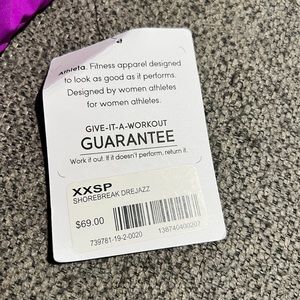 Athleta. Fitness apparel designed
to look as good as it performs.
Designed by women athletes
for women athletes.
GIVE-IT-A-WORKOUT
GUARANTEE
Work it out. If it doesn't perform, return it.
XXSP
SHOREBREAK DREJAZZ
$69.00
739781-19-2-0020
138740400207